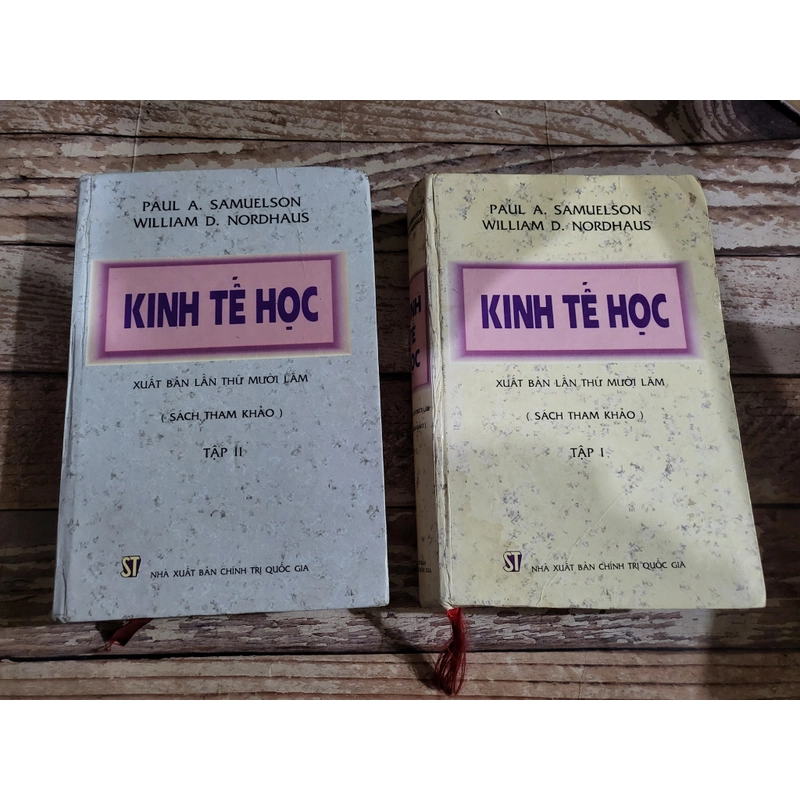 PAUL A. SAMUELSON
WILLIAM D. NORDHAUS
KINH TẾ HỌC
XUẤT BẢN LẦN THỨ MƯỜI LĂM
( SÁCH THAM KHẢO )
TẬP II
ST
NHÀ XUẤT BẢN CHÍNH TRỊ QUỐC GIA
PAUL A. SAMUELSON
WILLIAM D. NORDHAUS
KINH TẾ HỌC
XUẤT BẢN LẦN THỨ MƯỜI LĂM
( SÁCH THAM KHẢO )
TẬP I
ST
NHÀ XUẤT BẢN CHÍNH TRỊ QUỐC GIA